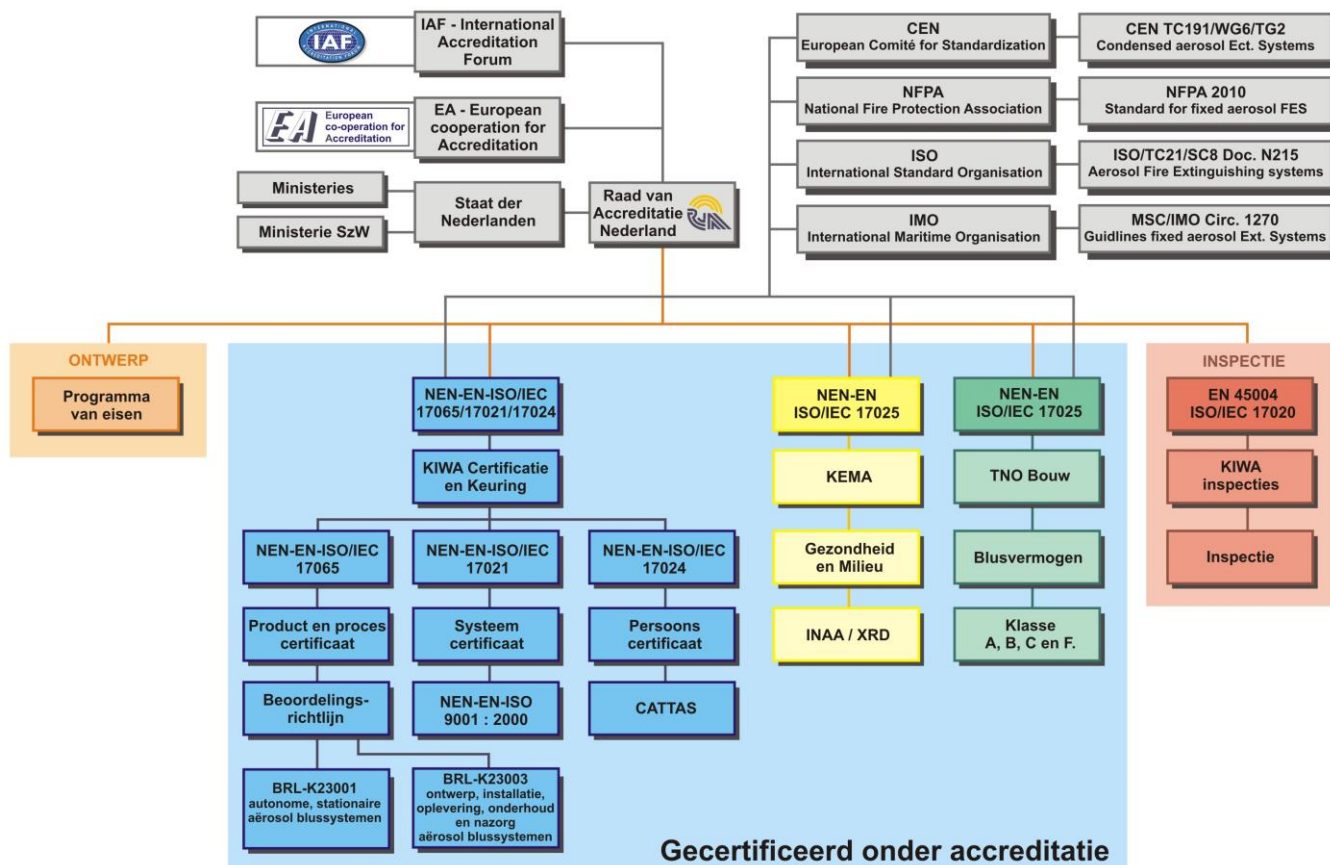 INTERNATIONAL
IAF
ACCREDITATION FORUM
IAF - International
Accreditation
Forum
EA
European
co-operation for
Accreditation
EA - European
cooperation for
Accreditation
Ministeries
Ministerie SzW
Staat der
Nederlanden
Raad van
Accreditatie
Nederland
CEN
European Comité for Standardization
CEN TC191/WG6/TG2
Condensed aerosol Ect. Systems
NFPA
National Fire Protection Association
NFPA 2010
Standard for fixed aerosol FES
ISO
International Standard Organisation
ISO/TC21/SC8 Doc. N215
Aerosol Fire Extinguishing systems
IMO
International Maritime Organisation
MSC/IMO Circ. 1270
Guidlines fixed aerosol Ext. Systems
ONTWERP
Programma
van eisen
NEN-EN-ISO/IEC
17065/17021/17024
KIWA Certificatie
en Keuring
NEN-EN-ISO/IEC
17065
Product en proces
certificaat
Beoordelings-
richtlijn
BRL-K23001
autonome, stationaire
aërosol blussystemen
BRL-K23003
ontwerp, installatie,
oplevering, onderhoud
en nazorg
aërosol blussystemen
NEN-EN-ISO/IEC
17021
Systeem
certificaat
NEN-EN-ISO
9001 : 2000
NEN-EN-ISO/IEC
17024
Persoons
certificaat
CATTAS
NEN-EN
ISO/IEC 17025
KEMA
Gezondheid
en Milieu
INAA / XRD
NEN-EN
ISO/IEC 17025
TNO Bouw
Blusvermogen
Klasse
A, B, C en F.
INSPECTIE
EN 45004
ISO/IEC 17020
KIWA
inspecties
Inspectie
Gecertificeerd onder accreditatie